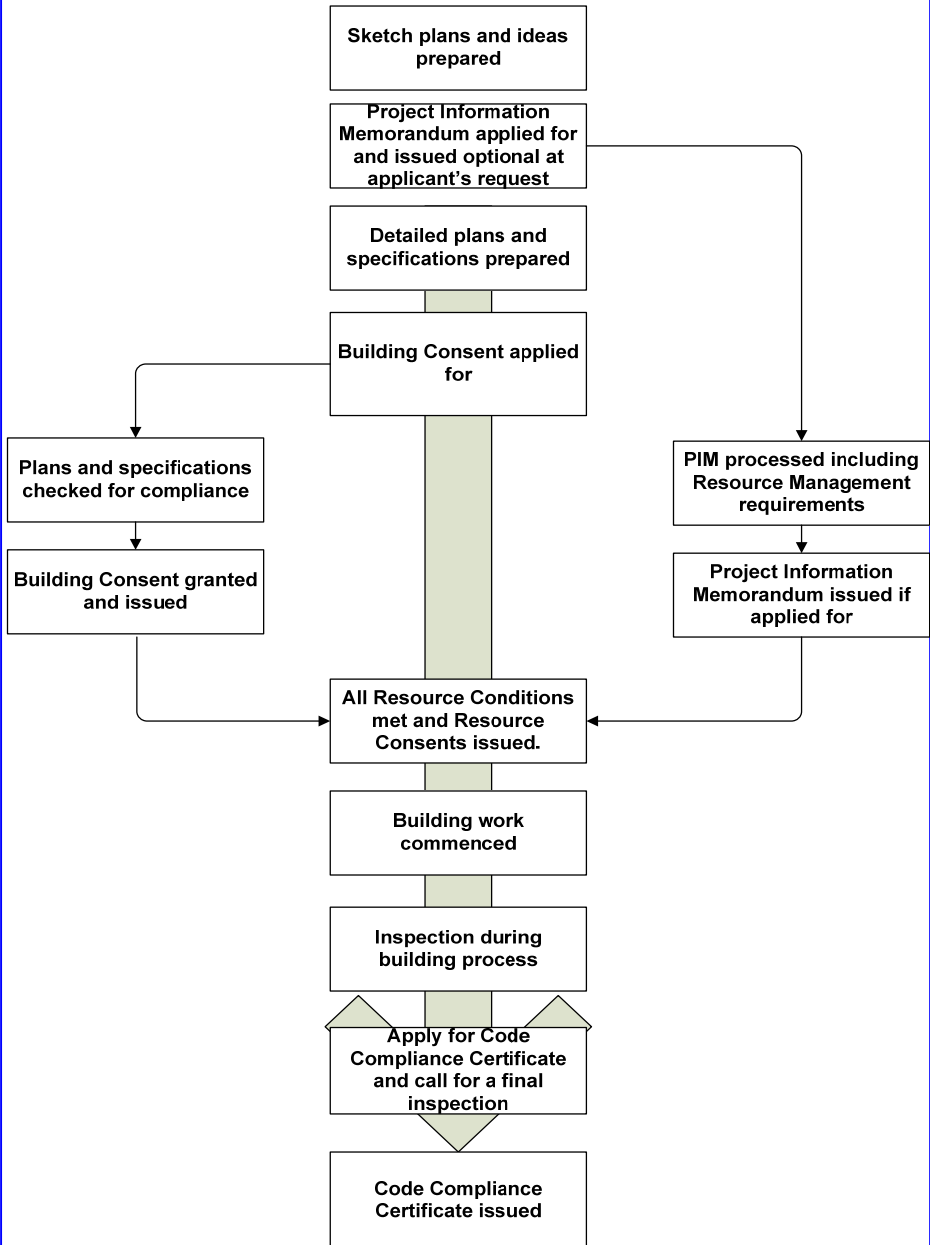 Sketch plans and ideas
prepared
Project Information
Memorandum applied for
and issued optional at
applicant's request
Detailed plans and
specifications prepared
Building Consent applied
for
Plans and specifications
checked for compliance
Building Consent granted
and issued
PIM processed including
Resource Management
requirements
Project Information
Memorandum issued if
applied for
All Resource Conditions
met and Resource
Consents issued.
Building work
commenced
Inspection during
building process
Apply for Code
Compliance Certificate
and call for a final
inspection
Code Compliance
Certificate issued